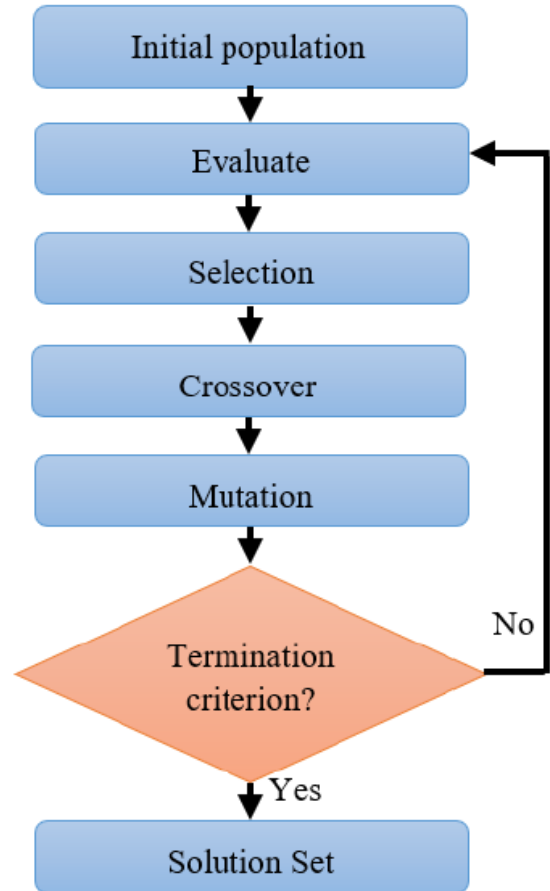 Initial population
Evaluate
Selection
Crossover
Mutation
Termination
criterion?
No
Yes
Solution Set